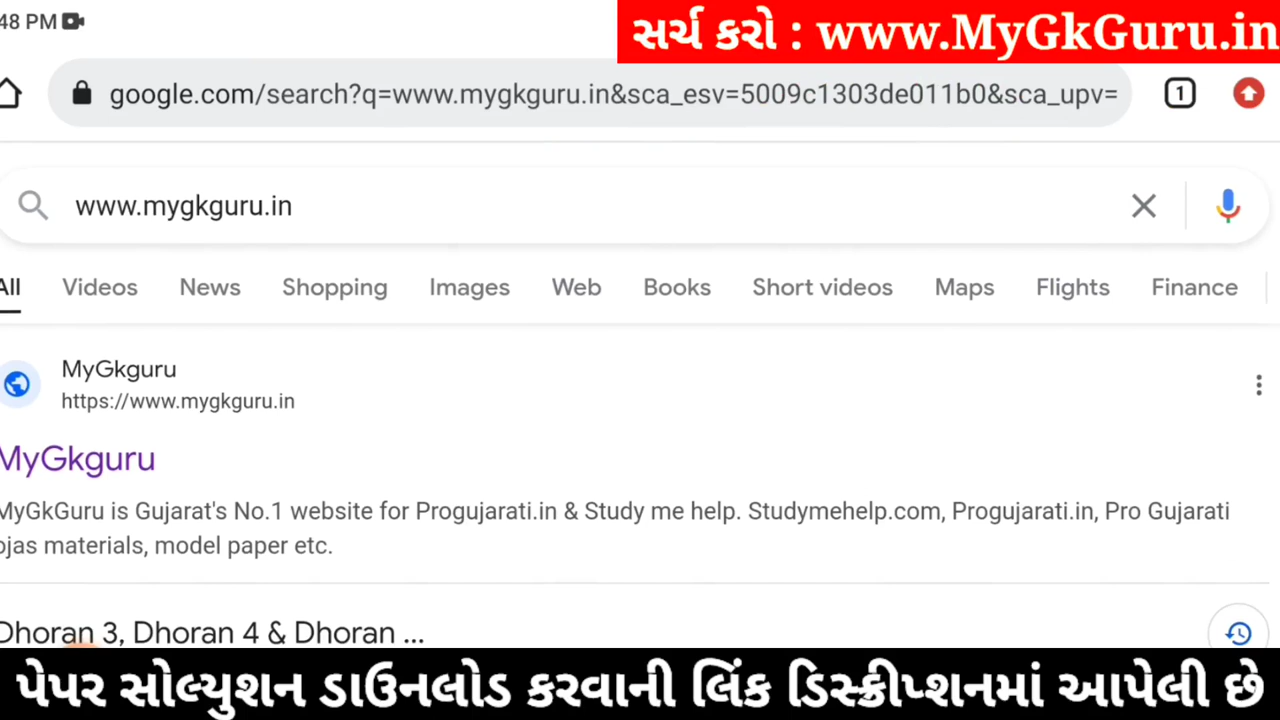 48 PM
સર્ચ કરો : www.MyGkGuru.in
google.com/search?q=www.mygkguru.in&sca_esv=5009c1303de011b0&sca_upv=
1
www.mygkguru.in
All Videos News Shopping Images Web Books Short videos Maps Flights Finance
MyGkguru
https://www.mygkguru.in
MyGkguru
MyGkGuru is Gujarat's No.1 website for Progujarati.in & Study me help. Studymehelp.com, Progujarati.in, Pro Gujarati
ojas materials, model paper etc.
Dhoran 3, Dhoran 4 & Dhoran ...
પેપર સોલ્યુશન ડાઉનલોડ કરવાની લિંક ડિસ્ક્રીપ્શનમાં આપેલી છે